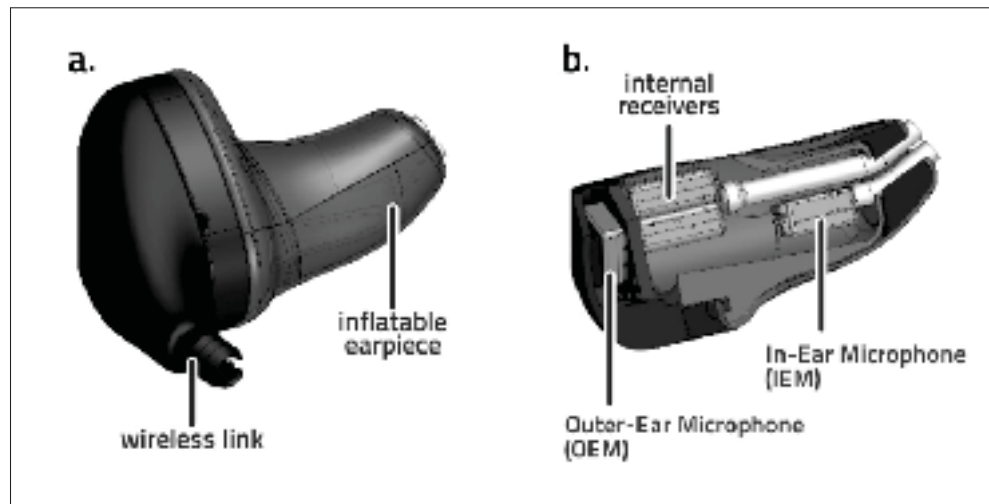 a.
inflatable
earpiece
wireless link
b.
internal
receivers
In-Ear Microphone
(IEM)
Outer-Ear Microphone
(OEM)